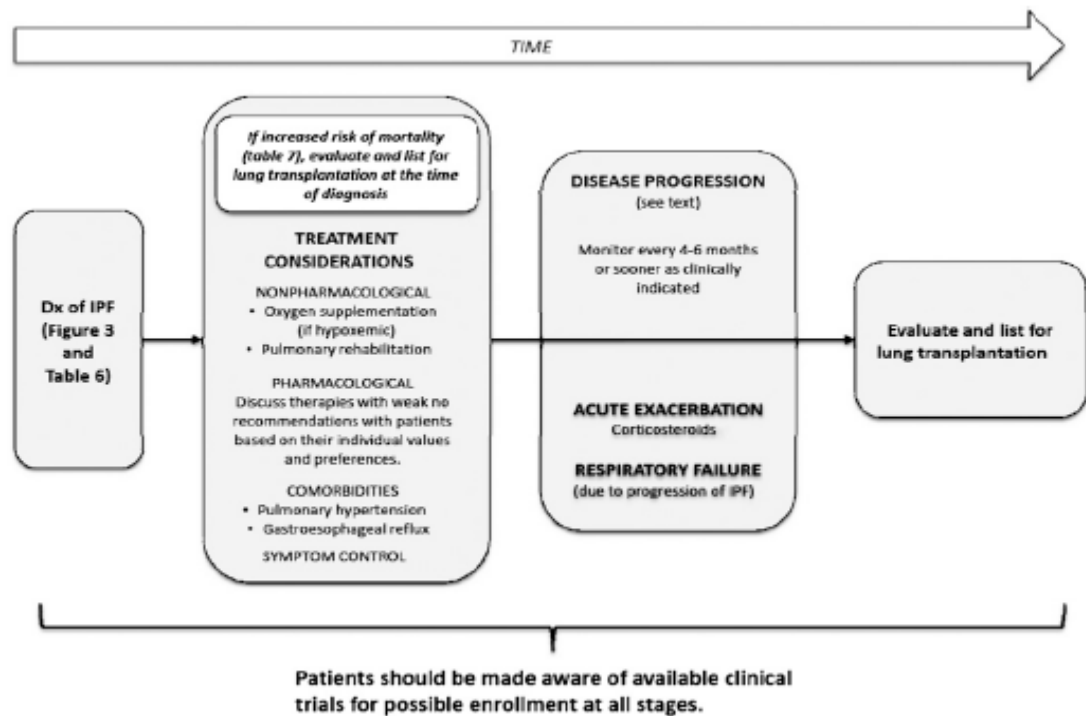 TIME
If increased risk of mortality
(table 7), evaluate and list for
lung transplantation at the time
of diagnosis
TREATMENT
CONSIDERATIONS
NONPHARMACOLOGICAL
• Oxygen supplementation
(if hypoxemic)
• Pulmonary rehabilitation
PHARMACOLOGICAL
Discuss therapies with weak no
recommendations with patients
based on their individual values
and preferences.
COMORBIDITIES
• Pulmonary hypertension
• Gastroesophageal reflux
SYMPTOM CONTROL
Dx of IPF
(Figure 3
and
Table 6)
DISEASE PROGRESSION
(see text)
Monitor every 4-6 months
or sooner as clinically
indicated
ACUTE EXACERBATION
Corticosteroids
RESPIRATORY FAILURE
(due to progression of IPF)
Evaluate and list for
lung transplantation
Patients should be made aware of available clinical
trials for possible enrollment at all stages.